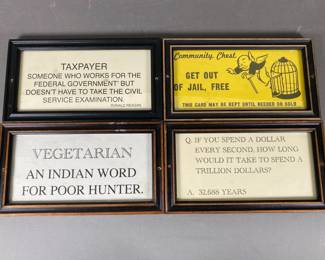 TAXPAYER
SOMEONE WHO WORKS FOR THE
FEDERAL GOVERNMENT BUT
DOESN'T HAVE TO TAKE THE CIVIL
SERVICE EXAMINATION.
RONALD REAGAN
Community Chest
GET OUT
OF JAIL, FREE
THIS CARD MAY BE KEPT UNTIL NEEDED OR SOLD
VEGETARIAN
AN INDIAN WORD
FOR POOR HUNTER.
Q. IF YOU SPEND A DOLLAR
EVERY SECOND, HOW LONG
WOULD IT TAKE TO SPEND A
TRILLION DOLLARS?
A. 32,688 YEARS